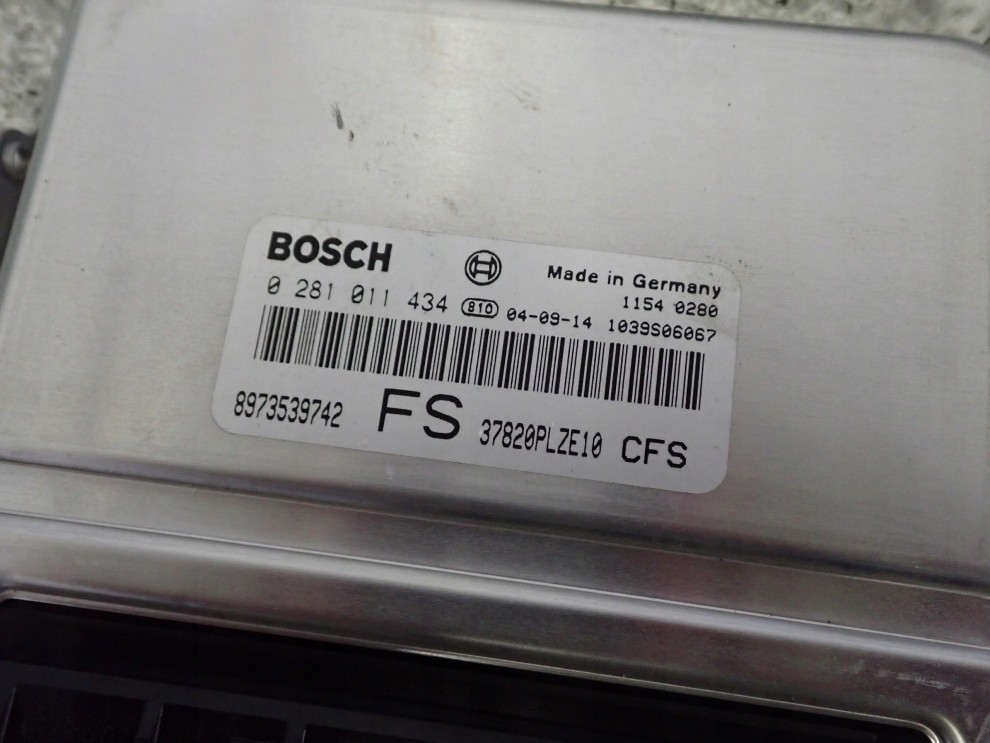 BOSCH Made in Germany
1154 0280
0 281 011 434 810 04-09-14 1039S06067
8973539742 FS 37820PLZE10 CFS